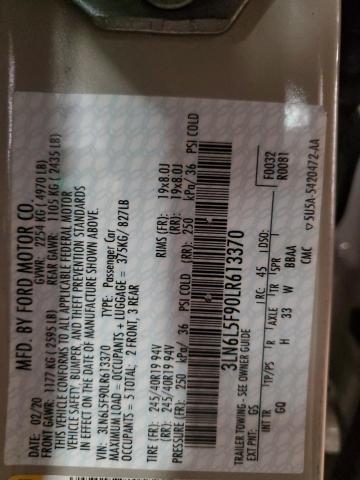 MFD. BY FORD MOTOR CO.
02/20 GVWR: 2254 KG ( 4970 LB)
FRONT GAWR: 1177 KG ( 2595 LB) REAR GAWR: 1105 KG ( 2435 LB)
THIS VEHICLE CONFORMS TO ALL APPLICABLE FEDERAL MOTOR
VEHICLE SAFETY, BUMPER, AND THEFT PREVENTION STANDARDS
IN EFFECT ON THE DATE OF MANUFACTURE SHOWN ABOVE.
VIN: 3LN6L5F90LR613370 TYPE: Passenger Car
MAXIMUM LOAD = OCCUPANTS + LUGGAGE = 375KG/ 827LB
OCCUPANTS = 5 TOTAL: 2 FRONT, 3 REAR
TIRE (FR): 245/40R19 94V RIMS (FR): 19x8.0J
(RR): 245/40R19 94V (RR): 19x8.0J
PRESSURE (FR): 250 kPa/ 36 PSI COLD (RR): 250 kPa/ 36 PSI COLD
3LN6L5F90LR613370
TRAILER TOWING - SEE OWNER GUIDE
EXT PNT: G5 RC: 45 DSO: F0032
R0081
INT TR TP/PS R AXLE TR SPR
GQ H 33 W BBAA
CMC 5U5A-5420472-AA